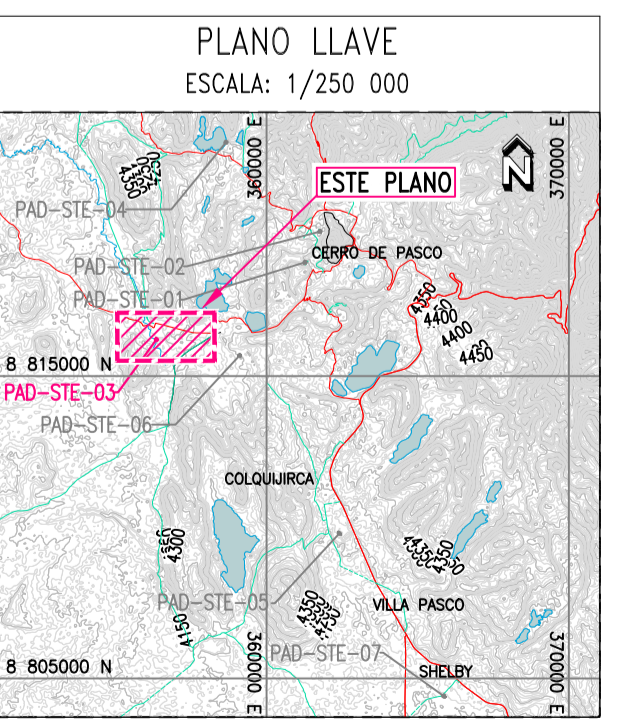 PLANO LLAVE
ESCALA: 1/250 000
360000 E
370000 E
N
4350
ESTE PLANO
PAD-STE-04
CERRO DE PASCO
PAD-STE-02
PAD-STE-01
4350
4400
4400
4450
8 815000 N
PAD-STE-03
PAD-STE-06
COLQUIJIRCA
4300
4350
4350
PAD-STE-05
4350
VILLA PASCO
4150
PAD-STE-07
8 805000 N
SHELBY
360000 E
370000 E